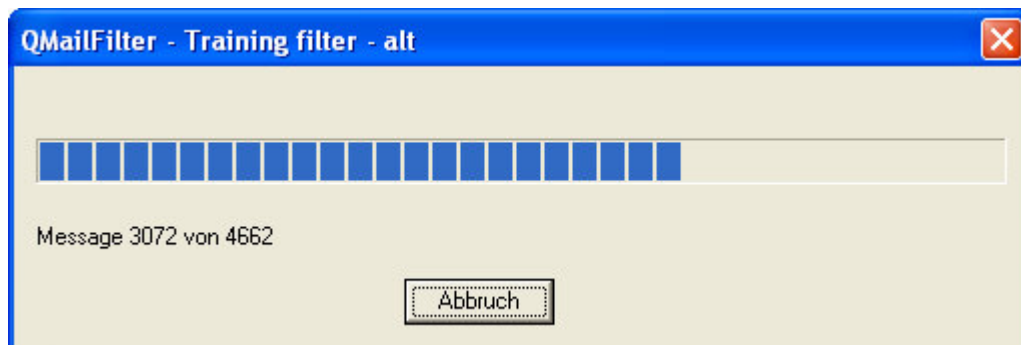 QMailFilter - Training filter - alt
Message 3072 von 4662
Abbruch